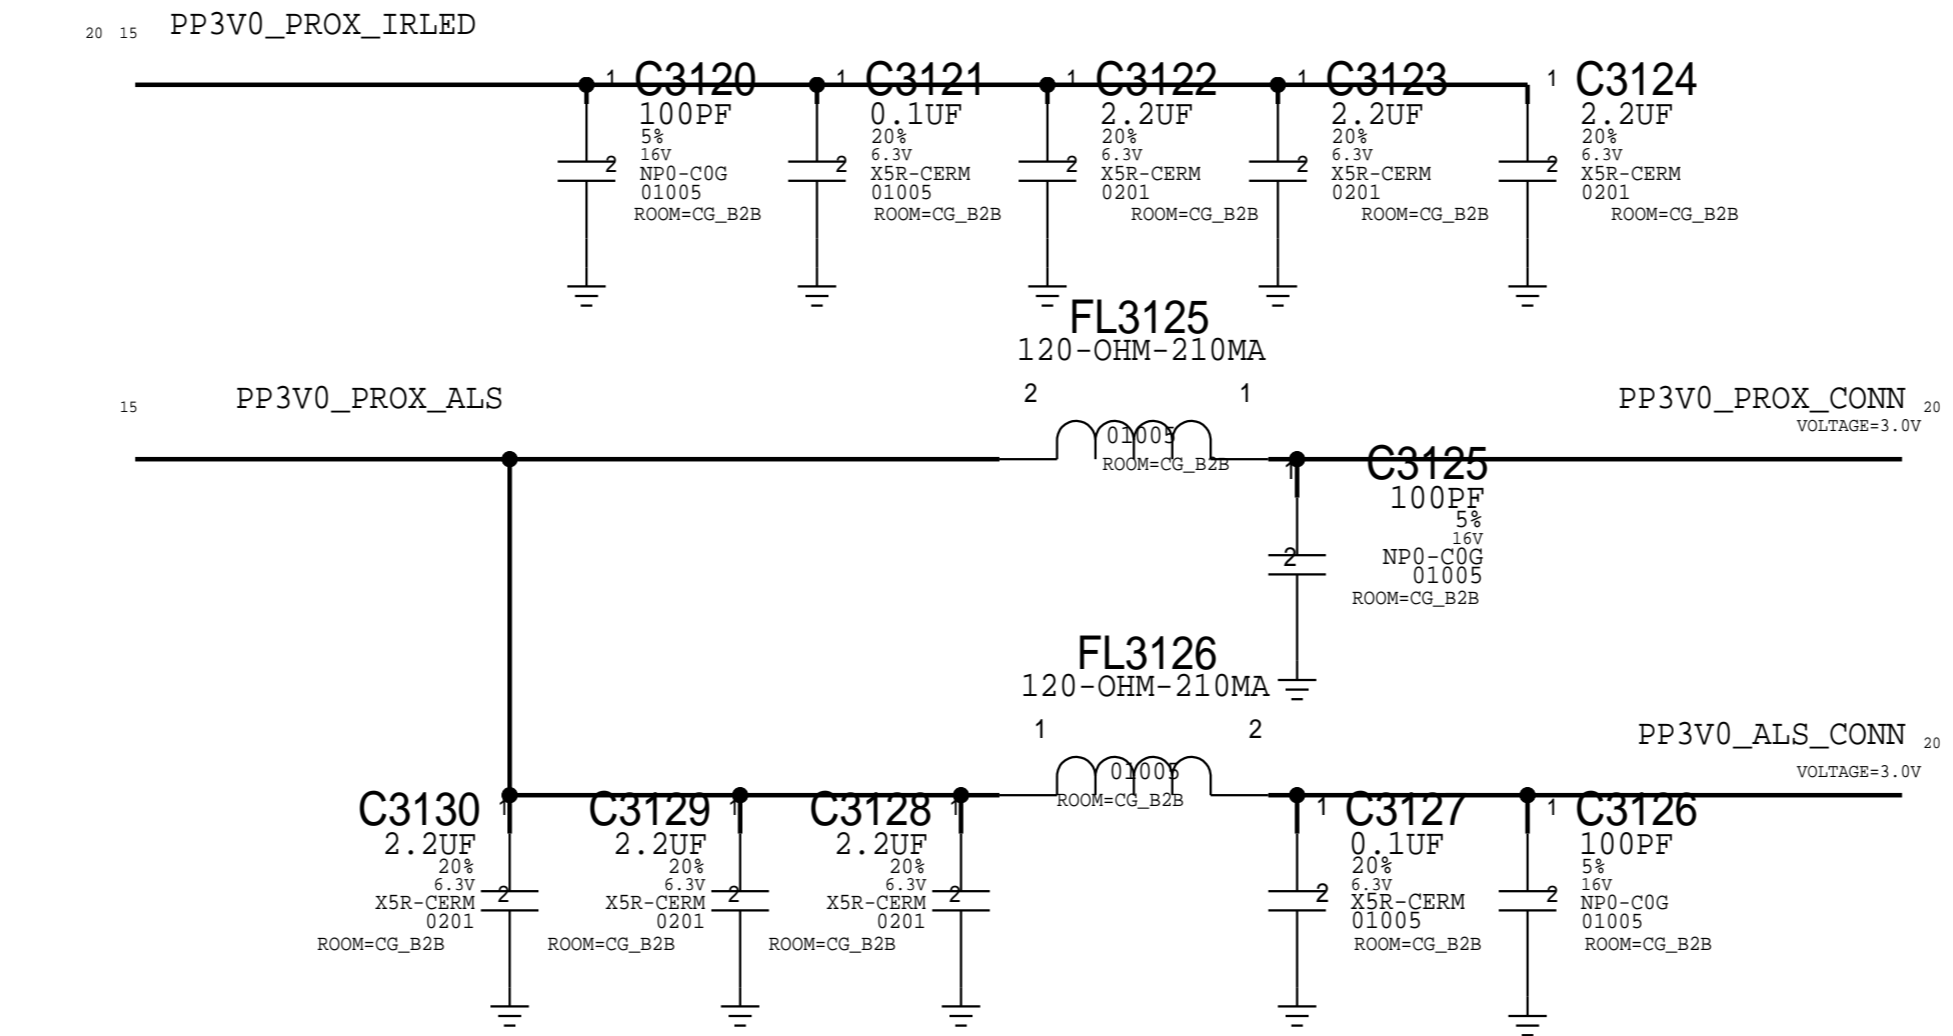 20 15 PP3V0_PROX_IRLED
1 C3120
100PF
5%
16V
2
NP0-C0G
01005
ROOM=CG_B2B
1 C3121
0.1UF
20%
6.3V
2
X5R-CERM
01005
ROOM=CG_B2B
1 C3122
2.2UF
20%
6.3V
2
X5R-CERM
0201
ROOM=CG_B2B
1 C3123
2.2UF
20%
6.3V
2
X5R-CERM
0201
ROOM=CG_B2B
1 C3124
2.2UF
20%
6.3V
2
X5R-CERM
0201
ROOM=CG_B2B
FL3125
120-OHM-210MA
2 1
01005
ROOM=CG_B2B
15 PP3V0_PROX_ALS
PP3V0_PROX_CONN 20
VOLTAGE=3.0V
1 C3125
100PF
5%
16V
2
NP0-C0G
01005
ROOM=CG_B2B
FL3126
120-OHM-210MA
1 2
01005
ROOM=CG_B2B
PP3V0_ALS_CONN 20
VOLTAGE=3.0V
C3130 1
2.2UF
20%
6.3V
2
X5R-CERM
0201
ROOM=CG_B2B
C3129 1
2.2UF
20%
6.3V
2
X5R-CERM
0201
ROOM=CG_B2B
C3128 1
2.2UF
20%
6.3V
2
X5R-CERM
0201
ROOM=CG_B2B
1 C3127
0.1UF
20%
6.3V
2
X5R-CERM
01005
ROOM=CG_B2B
1 C3126
100PF
5%
16V
2
NP0-C0G
01005
ROOM=CG_B2B